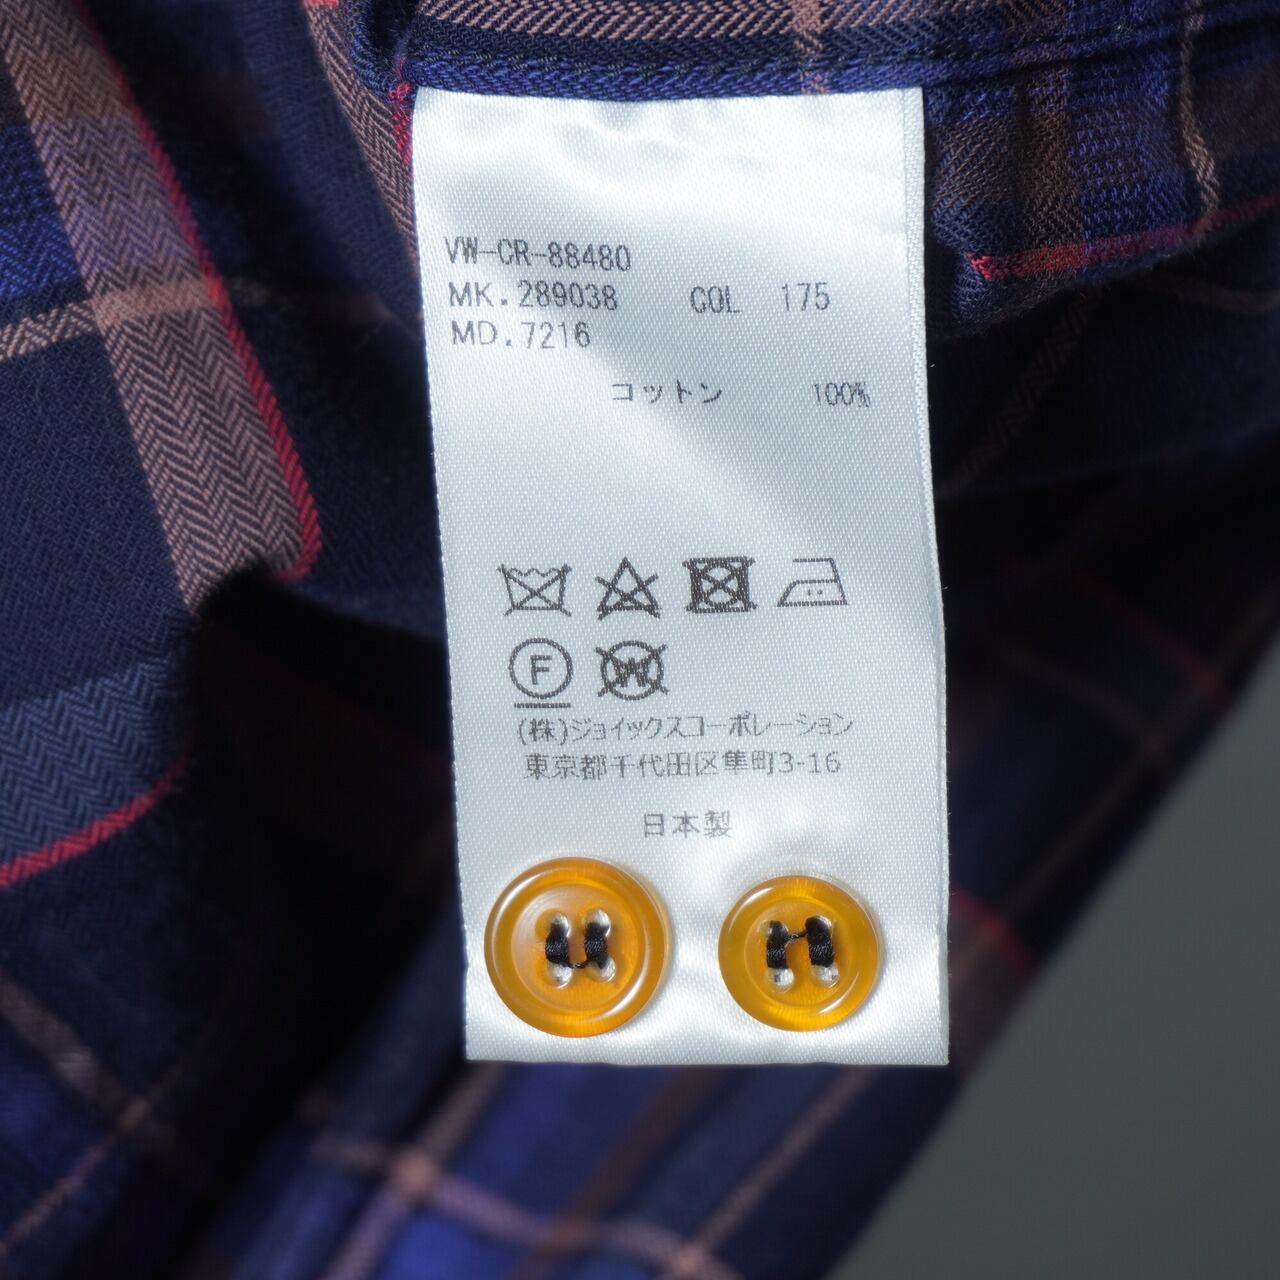 VW-CR-88480
MK.289038 COL 175
MD.7216
コットン 100%
F
W
(株)ジョイックスコーポレーション
東京都千代田区隼町3-16
日本製